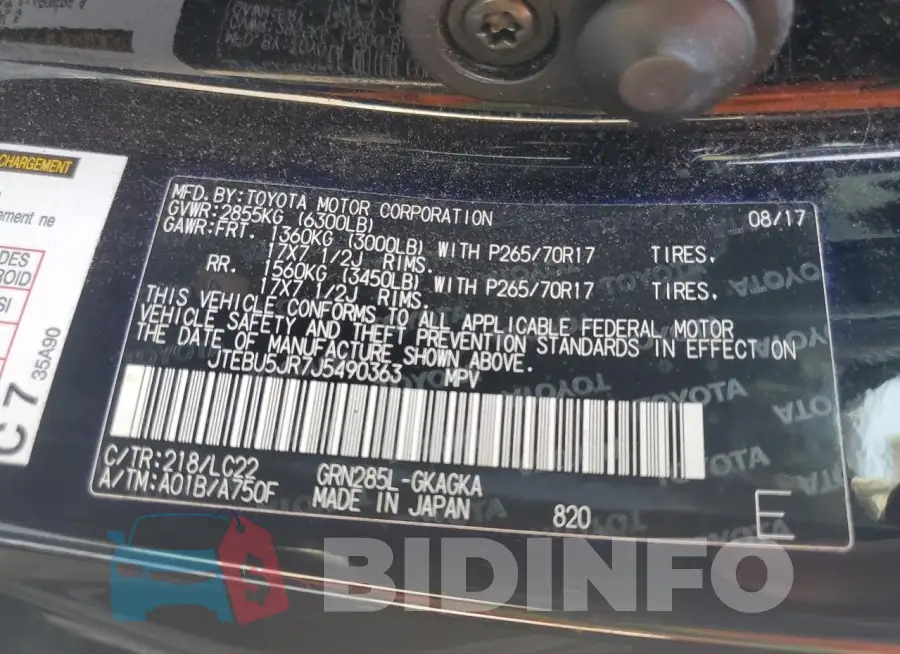 CHARGEMENT
ement ne
DES
ROID
SI
C 7
35A90
MFD. BY: TOYOTA MOTOR CORPORATION 08/17
GVWR: 2855KG (6300LB)
GAWR: FRT. 1360KG (3000LB) WITH P265/70R17 TIRES.
17X7 1/2J RIMS.
RR. 1560KG (3450LB) WITH P265/70R17 TIRES.
17X7 1/2J RIMS.
THIS VEHICLE CONFORMS TO ALL APPLICABLE FEDERAL MOTOR
VEHICLE SAFETY AND THEFT PREVENTION STANDARDS IN EFFECT ON
THE DATE OF MANUFACTURE SHOWN ABOVE.
JTEBU5JR7J5490363 MPV
C/TR: 218/LC22 GRN285L-GKAGKA
A/TM: A01B/A750F MADE IN JAPAN 820 E
BIDINFO